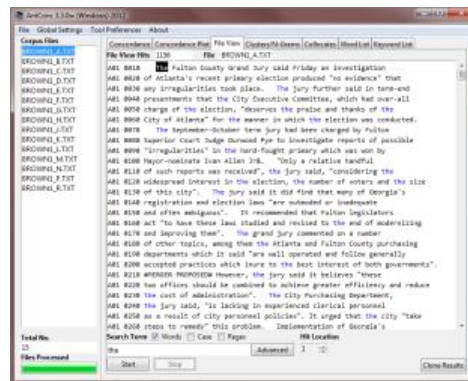 AntConc 3.3.0w (Windows) 2012
File Global Settings Tool Preferences About
Corpus Files
BROWN1_A.TXT
BROWN1_B.TXT
BROWN1_C.TXT
BROWN1_D.TXT
BROWN1_E.TXT
BROWN1_F.TXT
BROWN1_G.TXT
BROWN1_H.TXT
BROWN1_J.TXT
BROWN1_K.TXT
BROWN1_L.TXT
BROWN1_M.TXT
BROWN1_N.TXT
BROWN1_P.TXT
BROWN1_R.TXT
Total No.
15
Files Processed
Concordance Concordance Plot File View Clusters/N-Grams Collocates Word List Keyword List
File View Hits 1136 File BROWN1_A.TXT
A01 0010 The Fulton County Grand Jury said Friday an investigation
A01 0020 of Atlanta's recent primary election produced "no evidence" that
A01 0030 any irregularities took place. The jury further said in term-end
A01 0040 presentments that the City Executive Committee, which had over-all
A01 0050 charge of the election, "deserves the praise and thanks of the
A01 0060 City of Atlanta" for the manner in which the election was conducted.
A01 0070 The September-October term jury had been charged by Fulton
A01 0080 Superior Court Judge Durwood Pye to investigate reports of possible
A01 0090 "irregularities" in the hard-fought primary which was won by
A01 0100 Mayor-nominate Ivan Allen Jr&. "Only a relative handful
A01 0110 of such reports was received", the jury said, "considering the
A01 0120 widespread interest in the election, the number of voters and the size
A01 0130 of this city". The jury said it did find that many of Georgia's
A01 0140 registration and election laws "are outmoded or inadequate
A01 0150 and often ambiguous". It recommended that Fulton legislators
A01 0160 act "to have these laws studied and revised to the end of modernizing
A01 0170 and improving them". The grand jury commented on a number
A01 0180 of other topics, among them the Atlanta and Fulton County purchasing
A01 0190 departments which it said "are well operated and follow generally
A01 0200 accepted practices which inure to the best interest of both governments".
A01 0210 #MERGER PROPOSED# However, the jury said it believes "these
A01 0220 two offices should be combined to achieve greater efficiency and reduce
A01 0230 the cost of administration". The City Purchasing Department,
A01 0240 the jury said, "is lacking in experienced clerical personnel
A01 0250 as a result of city personnel policies". It urged that the city "take
A01 0260 steps to remedy" this problem. Implementation of Georgia's
Search Term Words Case Regex Hit Location
the Advanced 1
Start Stop Clone Results